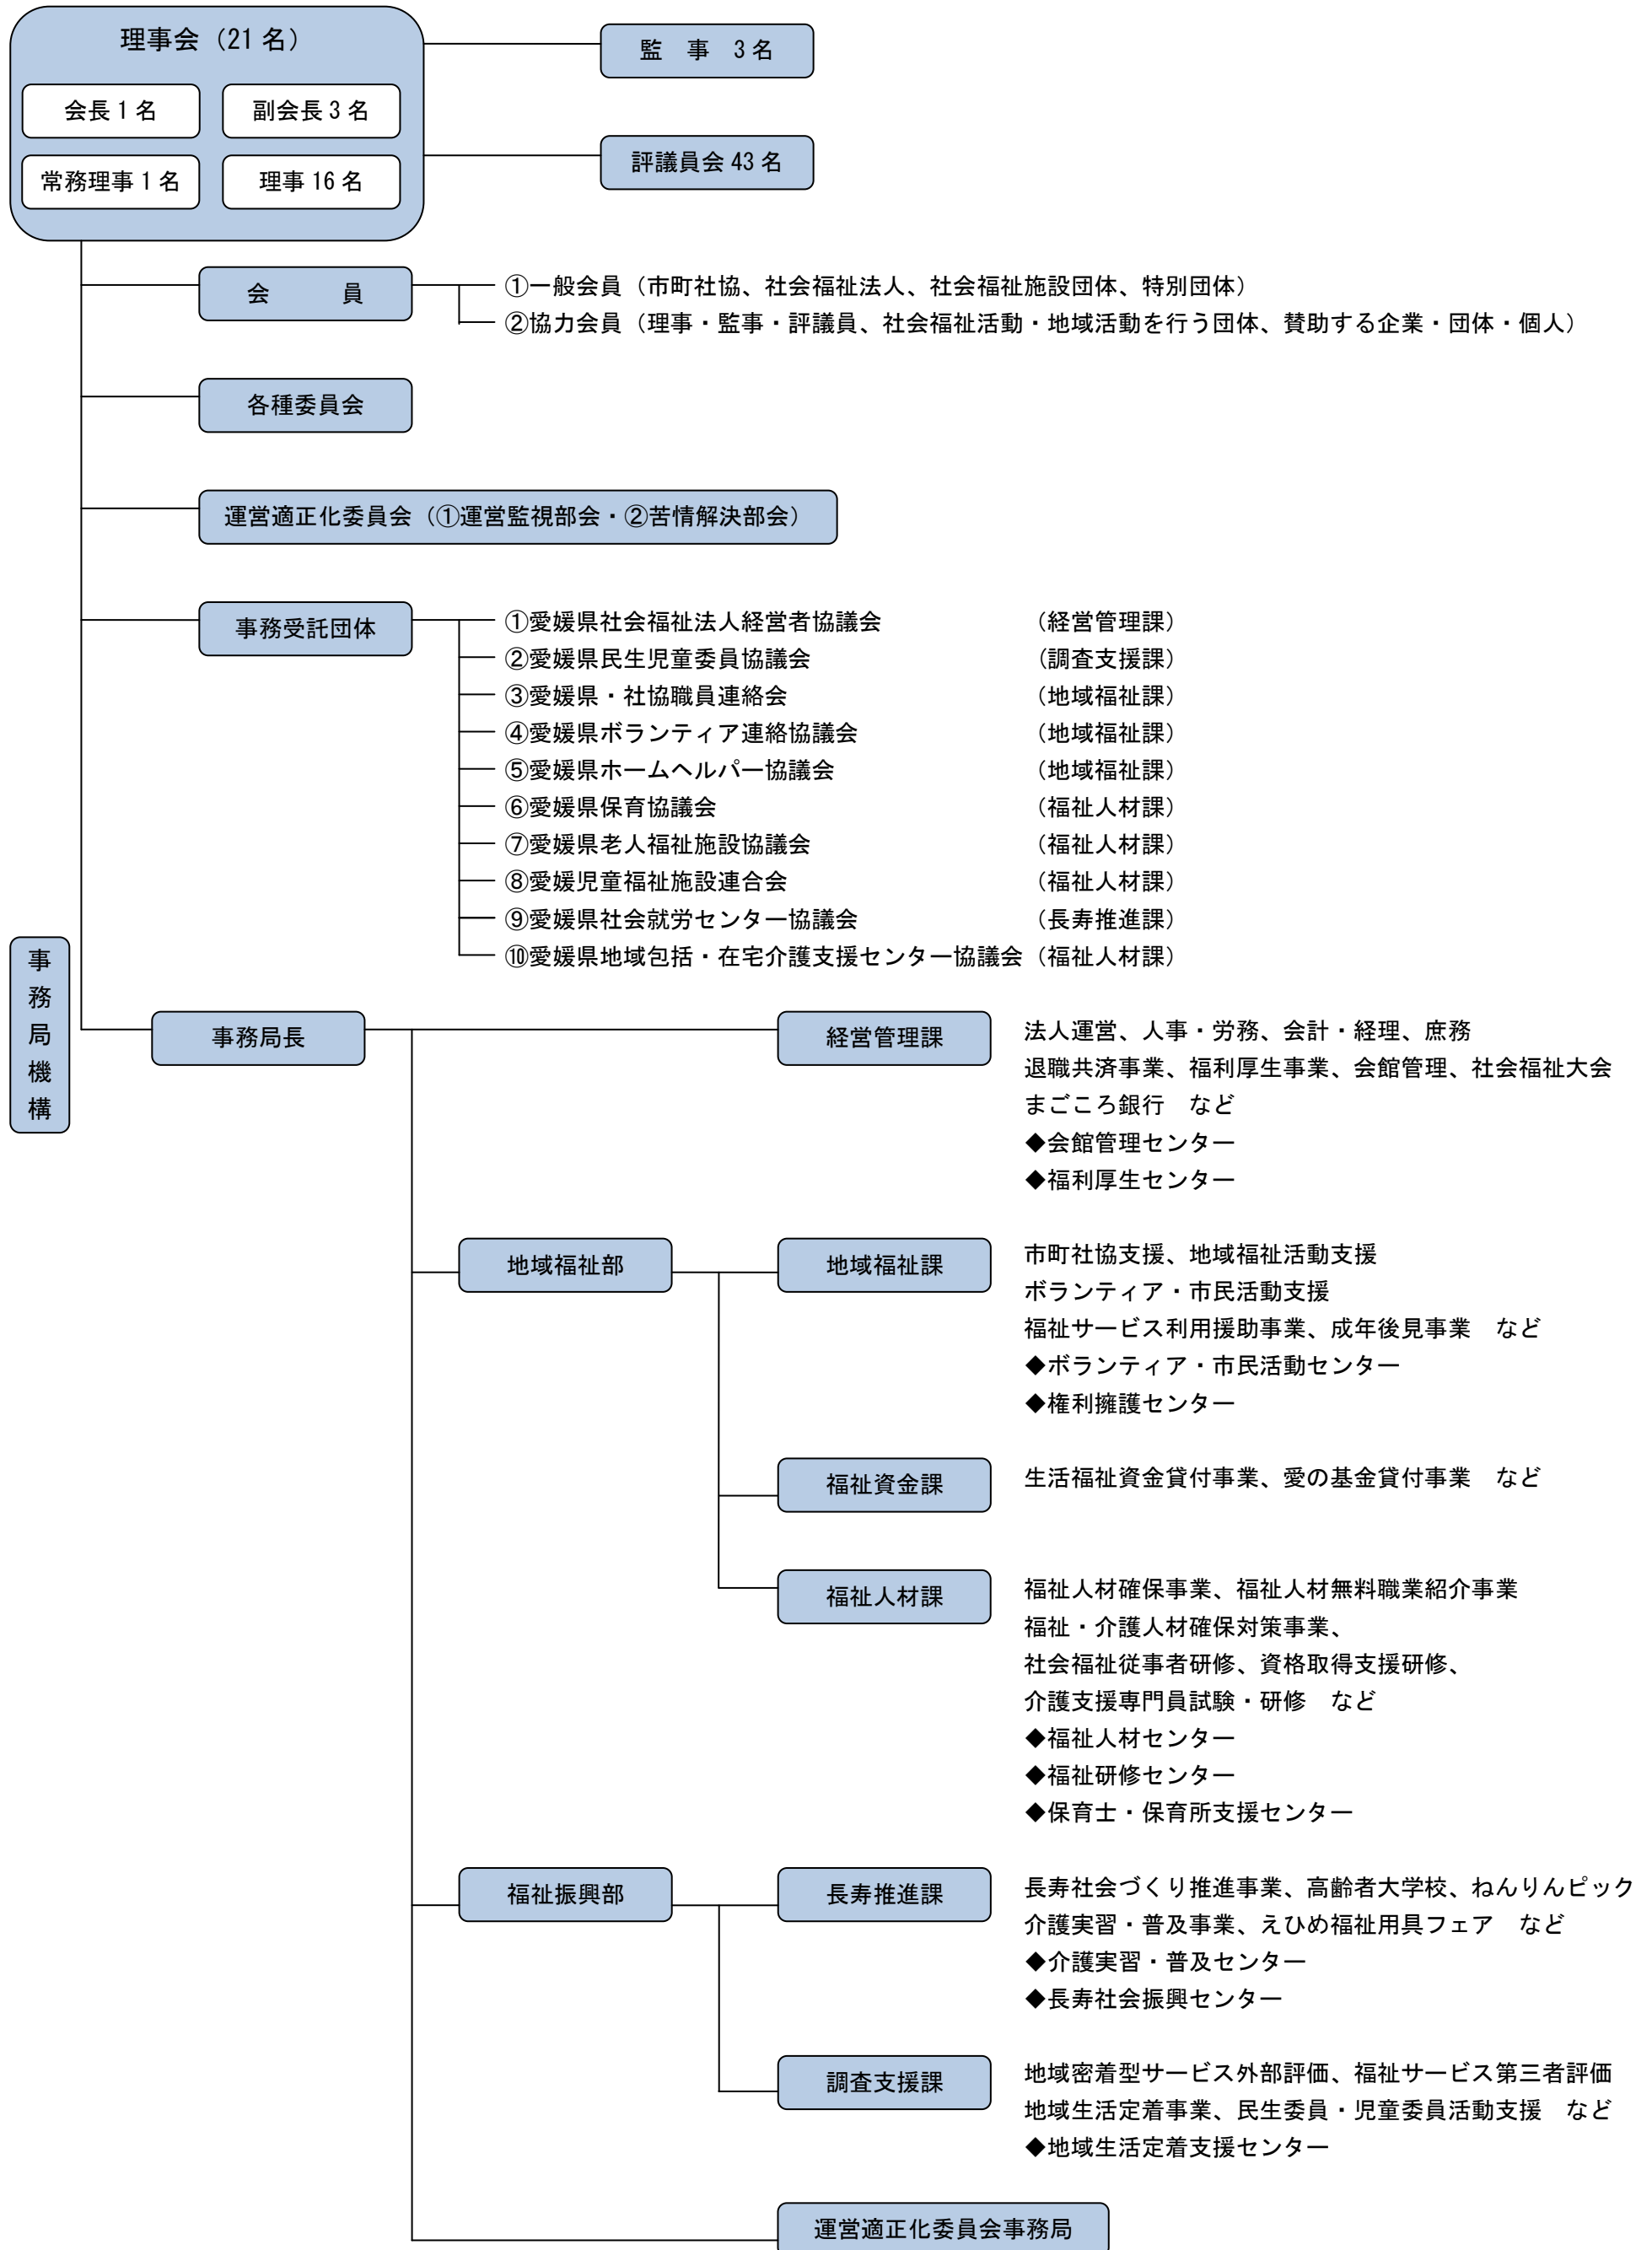 理事会（21 名）
会長 1 名
副会長 3 名
常務理事 1 名
理事 16 名
監　事　3 名
評議員会 43 名
会　　　員
①一般会員（市町社協、社会福祉法人、社会福祉施設団体、特別団体）
②協力会員（理事・監事・評議員、社会福祉活動・地域活動を行う団体、賛助する企業・団体・個人）
各種委員会
運営適正化委員会（①運営監視部会・②苦情解決部会）
事務受託団体
①愛媛県社会福祉法人経営者協議会（経営管理課）
②愛媛県民生児童委員協議会（調査支援課）
③愛媛県・社協職員連絡会（地域福祉課）
④愛媛県ボランティア連絡協議会（地域福祉課）
⑤愛媛県ホームヘルパー協議会（地域福祉課）
⑥愛媛県保育協議会（福祉人材課）
⑦愛媛県老人福祉施設協議会（福祉人材課）
⑧愛媛児童福祉施設連合会（福祉人材課）
⑨愛媛県社会就労センター協議会（長寿推進課）
⑩愛媛県地域包括・在宅介護支援センター協議会（福祉人材課）
事務局機構
事務局長
経営管理課
法人運営、人事・労務、会計・経理、庶務
退職共済事業、福利厚生事業、会館管理、社会福祉大会
まごころ銀行　など
◆会館管理センター
◆福利厚生センター
地域福祉部
地域福祉課
市町社協支援、地域福祉活動支援
ボランティア・市民活動支援
福祉サービス利用援助事業、成年後見事業　など
◆ボランティア・市民活動センター
◆権利擁護センター
福祉資金課
生活福祉資金貸付事業、愛の基金貸付事業　など
福祉人材課
福祉人材確保事業、福祉人材無料職業紹介事業
福祉・介護人材確保対策事業、
社会福祉従事者研修、資格取得支援研修、
介護支援専門員試験・研修　など
◆福祉人材センター
◆福祉研修センター
◆保育士・保育所支援センター
福祉振興部
長寿推進課
長寿社会づくり推進事業、高齢者大学校、ねんりんピック
介護実習・普及事業、えひめ福祉用具フェア　など
◆介護実習・普及センター
◆長寿社会振興センター
調査支援課
地域密着型サービス外部評価、福祉サービス第三者評価
地域生活定着事業、民生委員・児童委員活動支援　など
◆地域生活定着支援センター
運営適正化委員会事務局